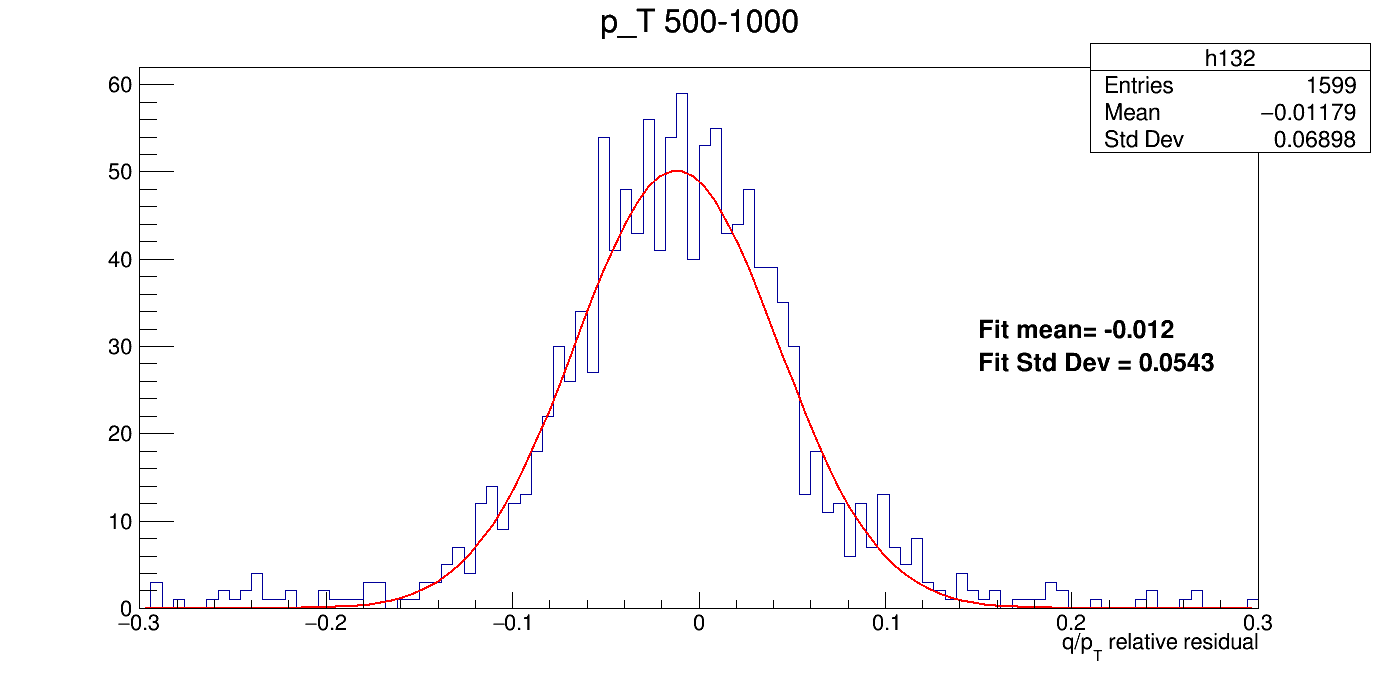 p_T 500-1000
h132
Entries 1599
Mean −0.01179
Std Dev 0.06898
60
50
40
30
20
10
0
Fit mean= -0.012
Fit Std Dev = 0.0543
−0.3 −0.2 −0.1 0 0.1 0.2 0.3
q/p_T relative residual